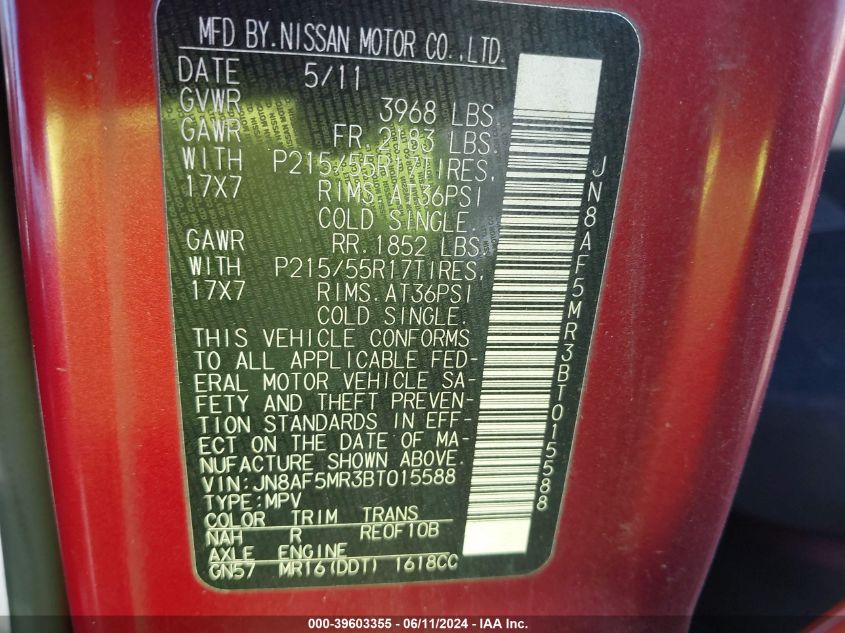 MFD BY.NISSAN MOTOR CO.,LTD.
DATE 5/11
GVWR 3968 LBS
GAWR FR.2183 LBS.
WITH P215/55R17TIRES,
17X7 RIMS.AT36PSI
COLD SINGLE.
GAWR RR.1852 LBS.
WITH P215/55R17TIRES,
17X7 RIMS.AT36PSI
COLD SINGLE.
THIS VEHICLE CONFORMS
TO ALL APPLICABLE FED-
ERAL MOTOR VEHICLE SA-
FETY AND THEFT PREVEN-
TION STANDARDS IN EFF-
ECT ON THE DATE OF MA-
NUFACTURE SHOWN ABOVE.
VIN:JN8AF5MR3BT015588
TYPE:MPV
COLOR TRIM TRANS
NAH R RE0F10B
AXLE ENGINE
GN57 MR16(DDT) 1618CC
JN8AF5MR3BT015588
000-39603355 - 06/11/2024 - IAA Inc.